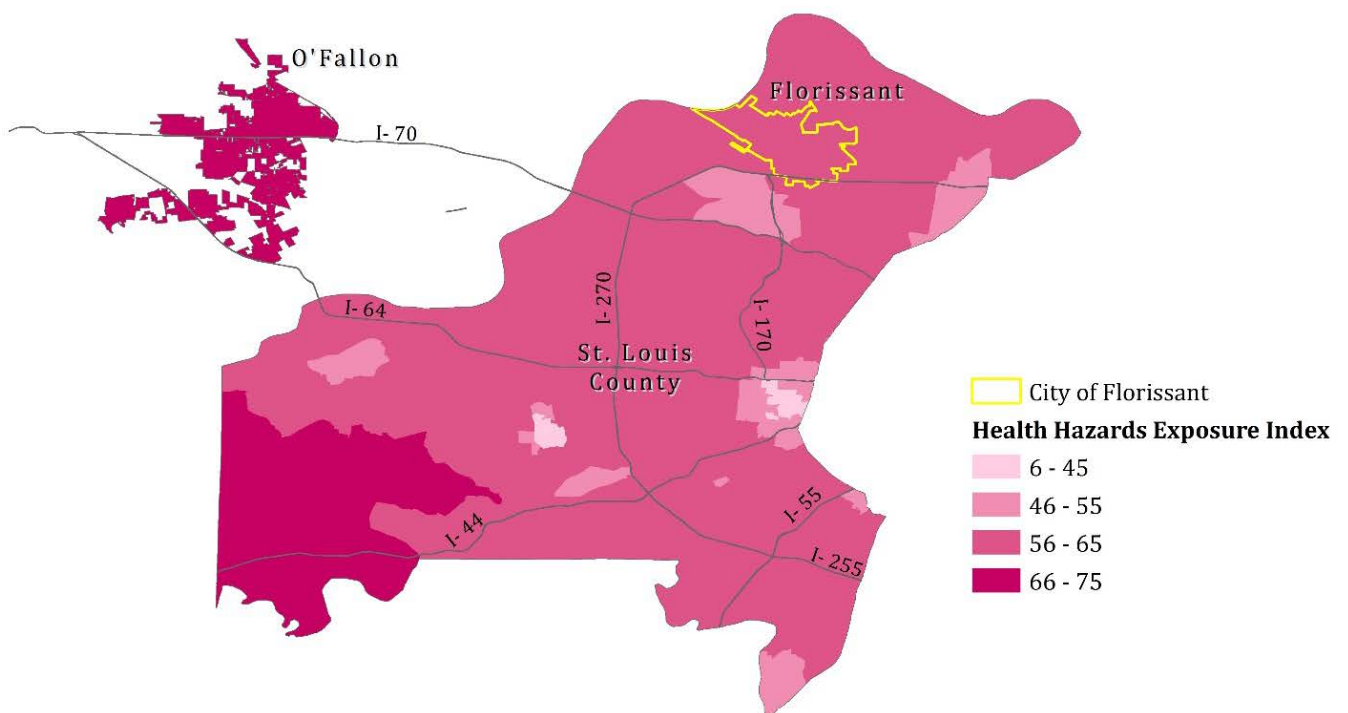 O'Fallon
Florissant
I- 70
I- 270
I- 64
I- 170
St. Louis
County
City of Florissant
Health Hazards Exposure Index
6 - 45
46 - 55
56 - 65
66 - 75
I- 44
I- 55
I- 255